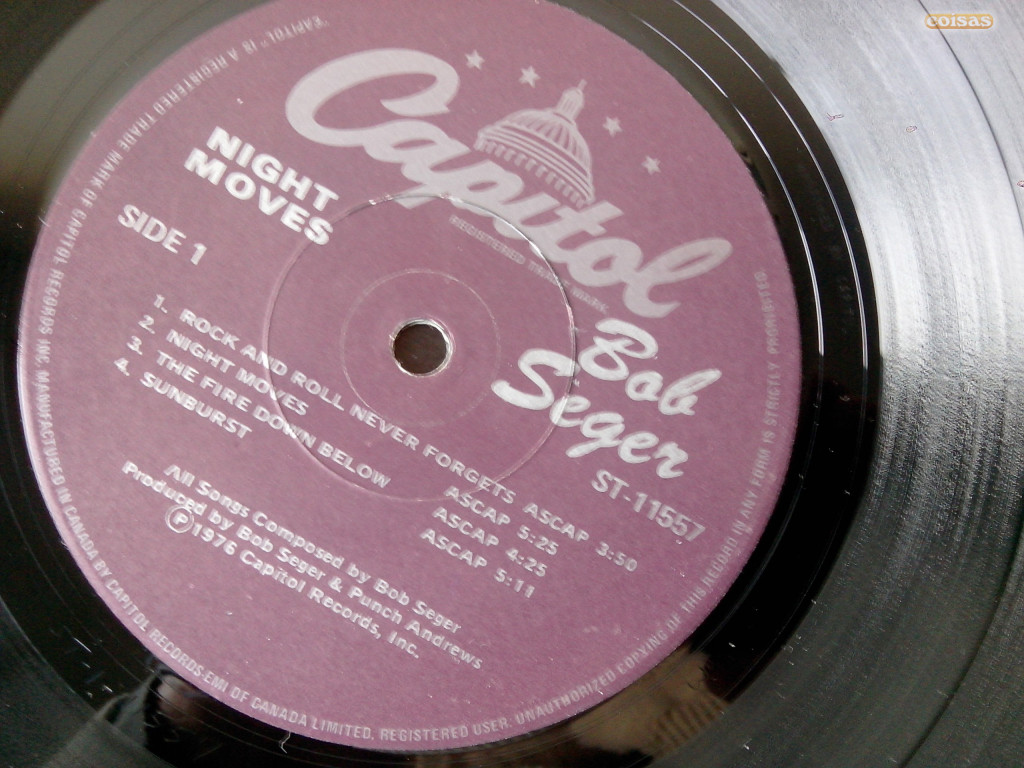 coisas
"CAPITOL" IS A REGISTERED TRADE MARK OF CAPITOL RECORDS INC. MANUFACTURED IN CANADA BY CAPITOL RECORDS-EMI OF CANADA LIMITED. REGISTERED USER. UNAUTHORIZED COPYING OF THIS RECORD IN ANY FORM IS STRICTLY PROHIBITED.
Capitol
REGISTERED TRADE MARK
NIGHT
MOVES
SIDE 1
Bob
Seger
ST-11557
1. ROCK AND ROLL NEVER FORGETS ASCAP 3:50
2. NIGHT MOVES ASCAP 5:25
3. THE FIRE DOWN BELOW ASCAP 4:25
4. SUNBURST ASCAP 5:11
All Songs Composed by Bob Seger
Produced by Bob Seger & Punch Andrews
Ⓟ1976 Capitol Records, Inc.